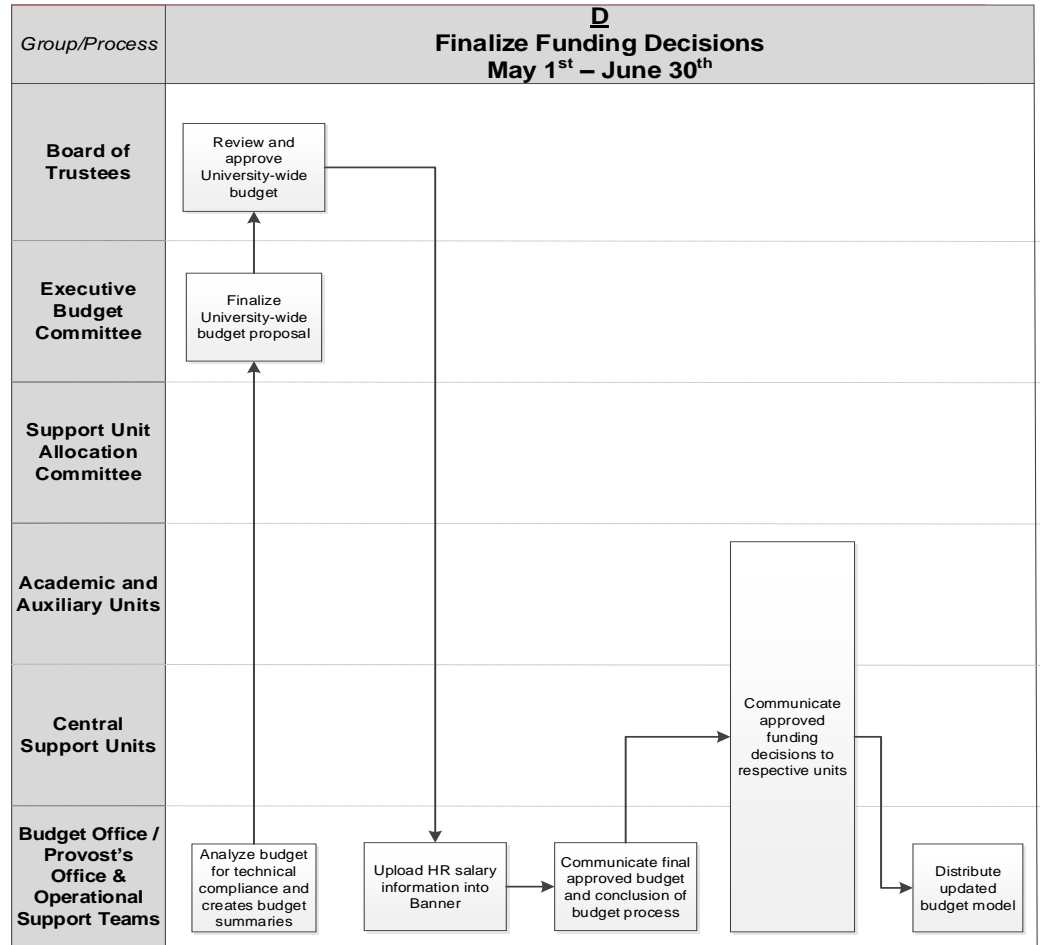 Group/Process
D
Finalize Funding Decisions
May 1st – June 30th
Board of
Trustees
Review and
approve
University-wide
budget
Executive
Budget
Committee
Finalize
University-wide
budget proposal
Support Unit
Allocation
Committee
Academic and
Auxiliary Units
Central
Support Units
Communicate
approved
funding
decisions to
respective units
Budget Office /
Provost's
Office &
Operational
Support Teams
Analyze budget
for technical
compliance and
creates budget
summaries
Upload HR salary
information into
Banner
Communicate final
approved budget
and conclusion of
budget process
Distribute
updated
budget model